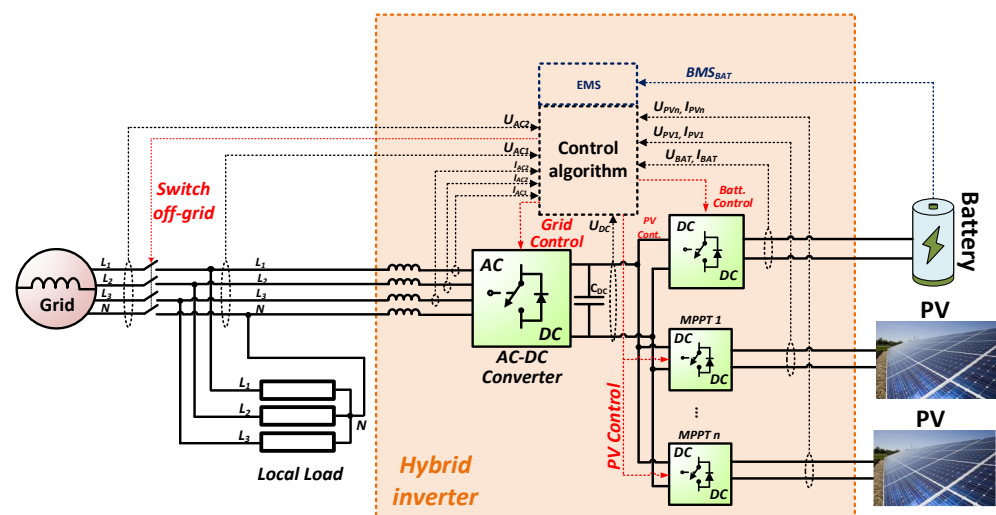 EMS
BMS_BAT
U_PVn, I_PVn
U_AC2
U_PV1, I_PV1
Control
algorithm
U_AC1
U_BAT, I_BAT
I_AC2
I_AC2
I_AC1
Switch
off-grid
Batt.
Control
Grid
Control
U_DC
PV
Cont.
DC
DC
Battery
L1
L2
L3
N
Grid
L1
L2
L3
N
AC
DC
C_DC
AC-DC
Converter
PV
MPPT 1
DC
DC
...
PV Control
L1
L2
L3
N
Local Load
PV
MPPT n
DC
DC
Hybrid
inverter